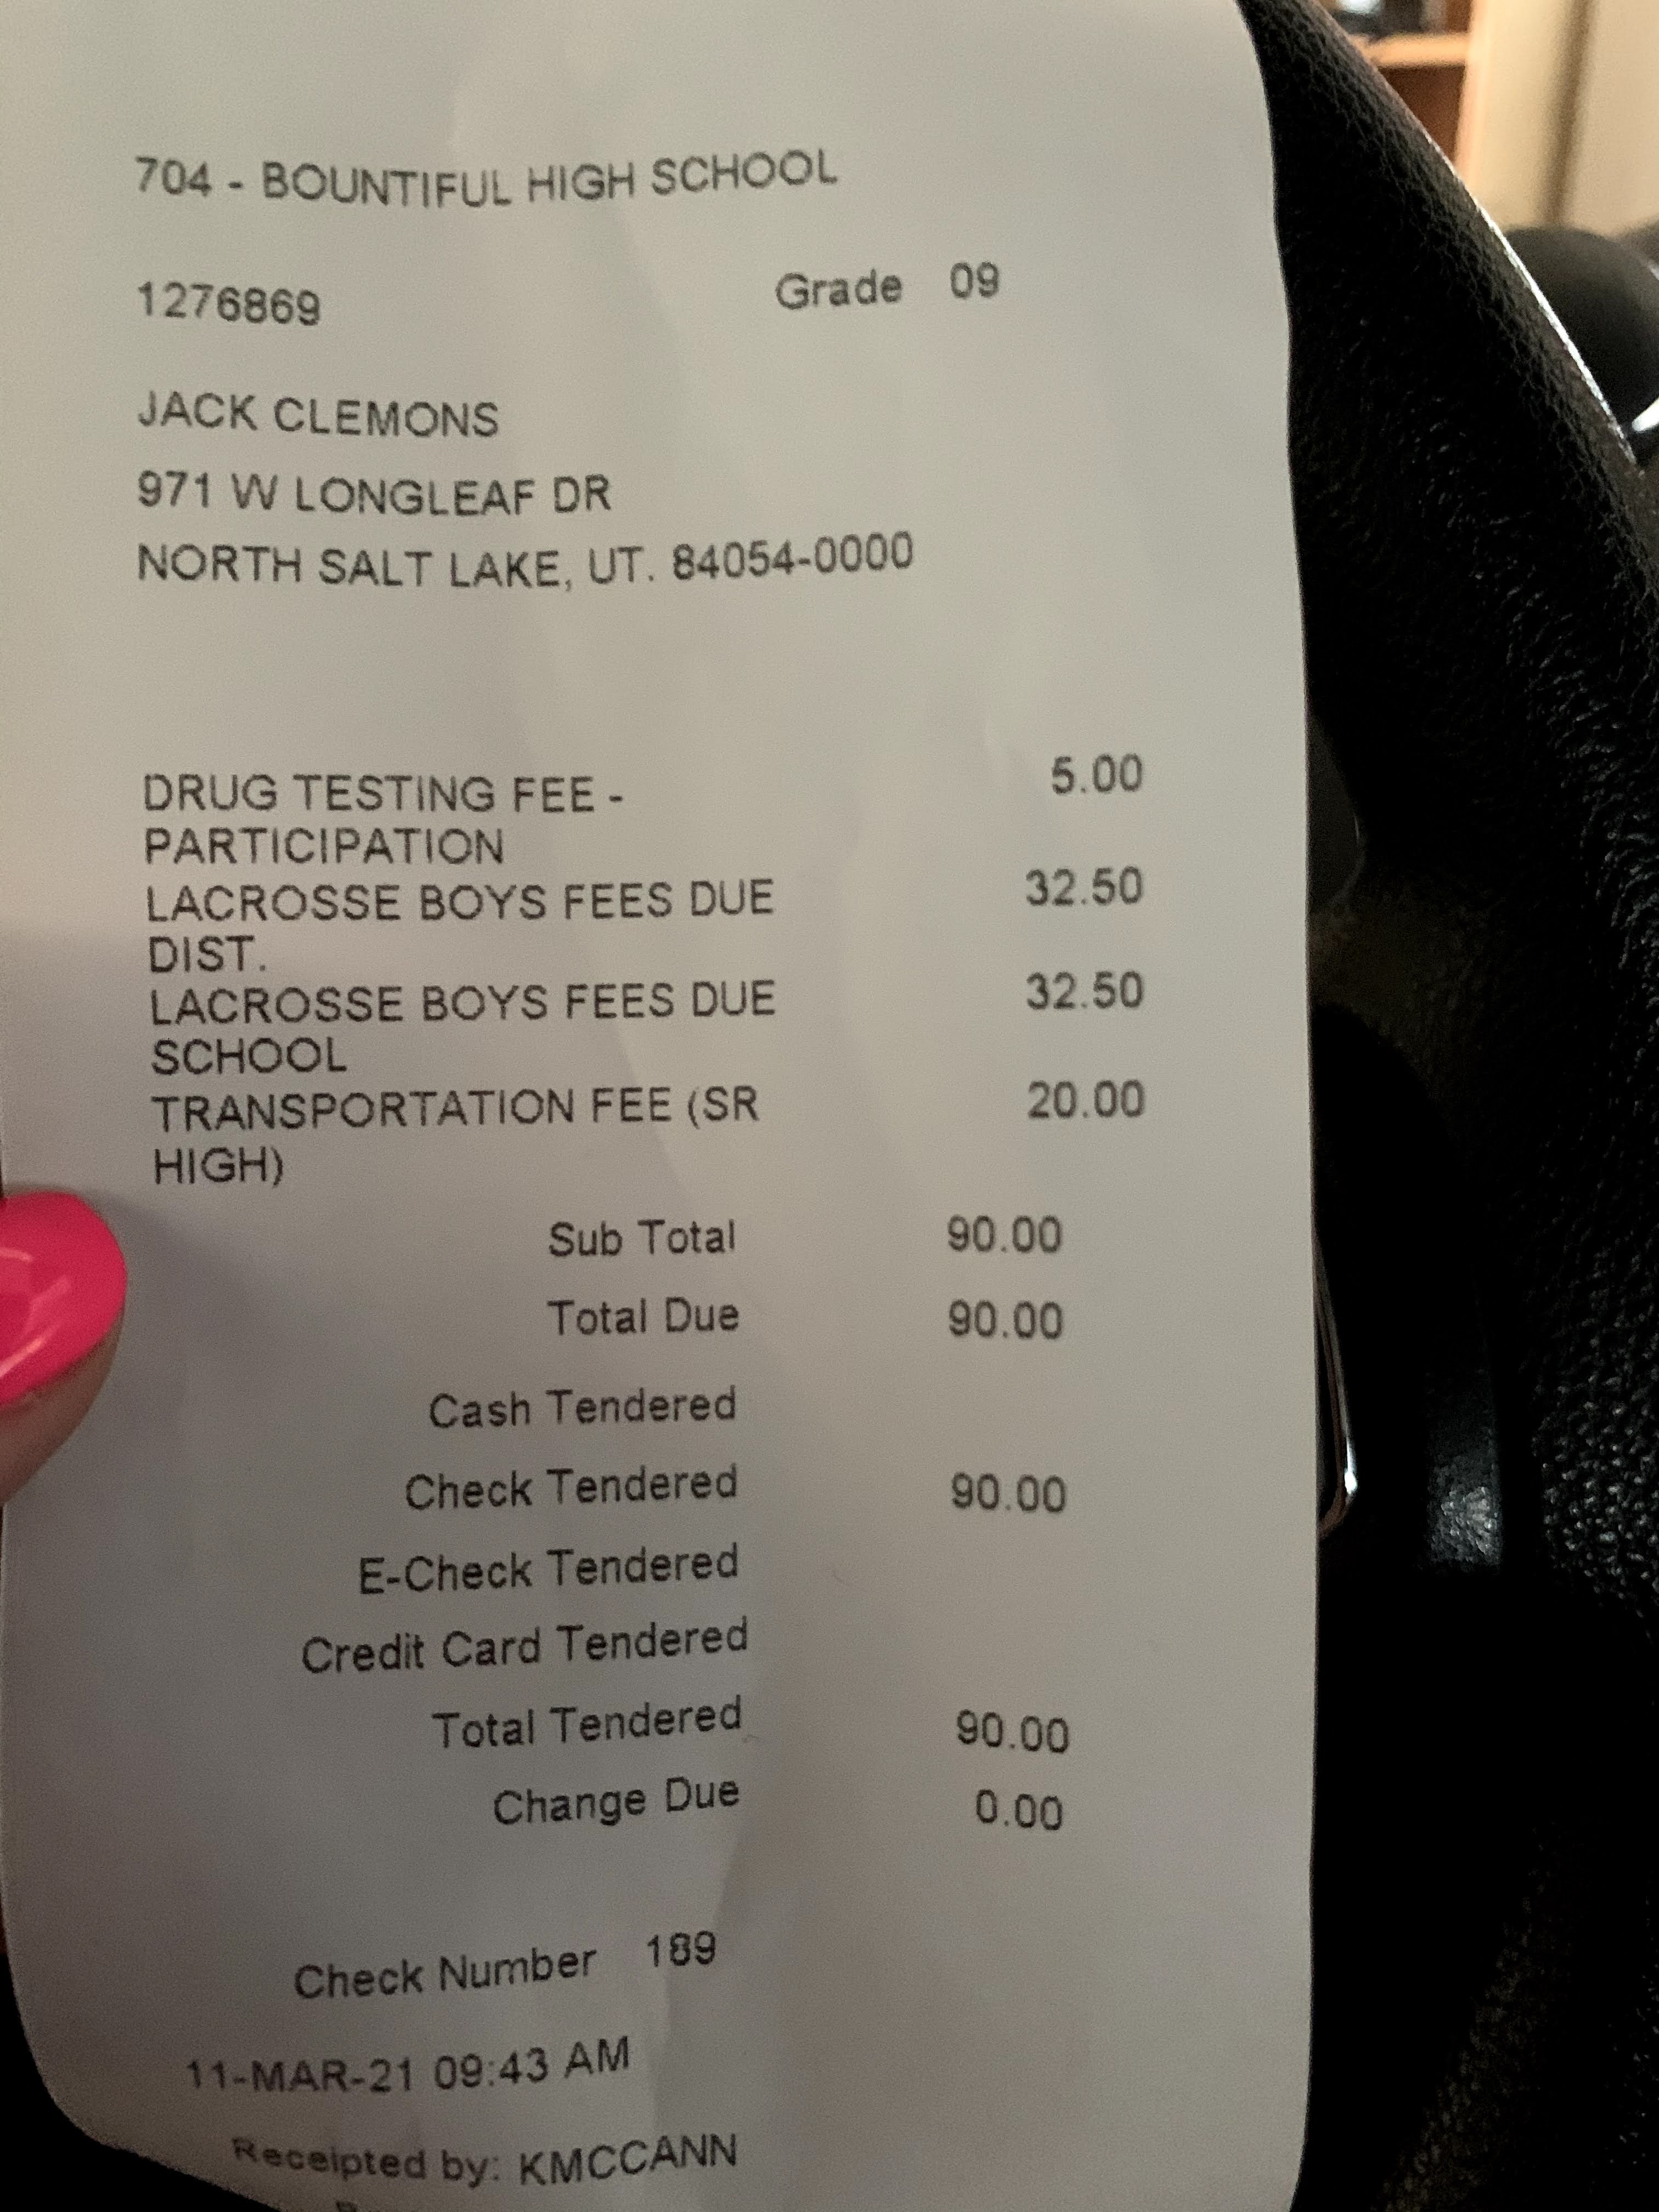 704 - BOUNTIFUL HIGH SCHOOL
1276869 Grade 09
JACK CLEMONS
971 W LONGLEAF DR
NORTH SALT LAKE, UT. 84054-0000
DRUG TESTING FEE - 5.00
PARTICIPATION
LACROSSE BOYS FEES DUE 32.50
DIST.
LACROSSE BOYS FEES DUE 32.50
SCHOOL
TRANSPORTATION FEE (SR 20.00
HIGH)
Sub Total 90.00
Total Due 90.00
Cash Tendered
Check Tendered 90.00
E-Check Tendered
Credit Card Tendered
Total Tendered 90.00
Change Due 0.00
Check Number 189
11-MAR-21 09:43 AM
Receipted by: KMCCANN